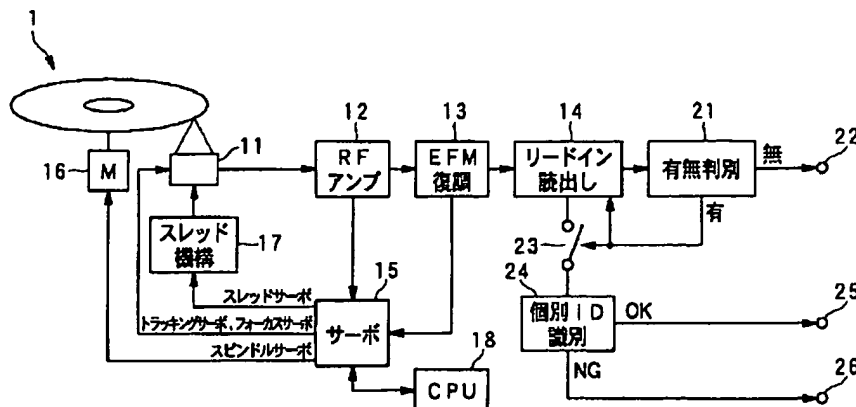 1
12
13
14
21
22
RF
アンプ
EFM
復調
リードイン
読出し
有無判別
無
有
16
M
11
スレッド
機構
17
23
24
個別ID
識別
OK
25
NG
26
スレッドサーボ
15
トラッキングサーボ,フォーカスサーボ
サーボ
スピンドルサーボ
18
CPU